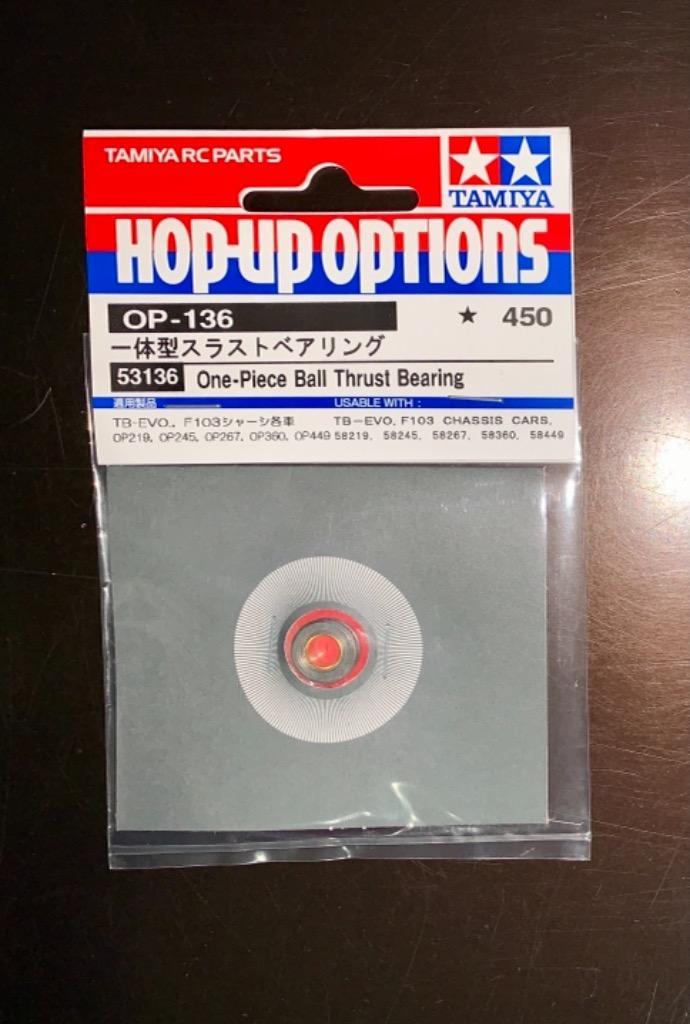 TAMIYA RC PARTS
TAMIYA
HOP-UP OPTIONS
OP-136
★ 450
一体型スラストベアリング
53136 One-Piece Ball Thrust Bearing
適用製品
USABLE WITH :
TB-EVO., F103シャーシ各車
OP219, OP245, OP267, OP360, OP449
TB-EVO, F103 CHASSIS CARS,
58219, 58245, 58267, 58360, 58449